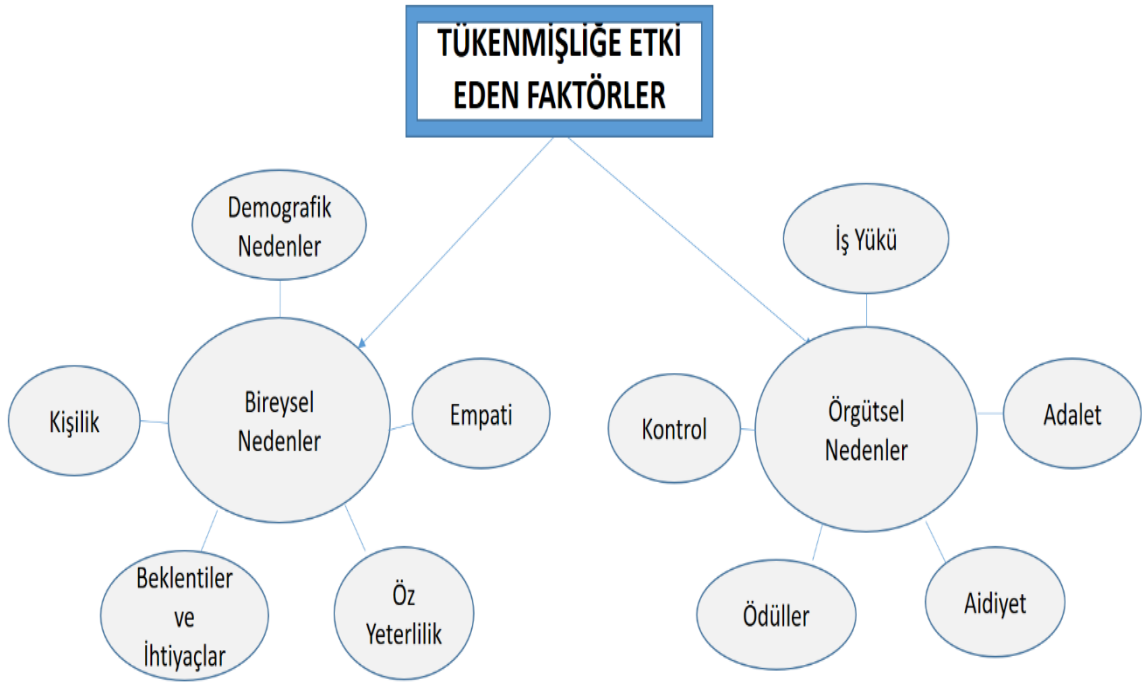 TÜKENMİŞLİĞE ETKİ
EDEN FAKTÖRLER
Demografik
Nedenler
Kişilik
Bireysel
Nedenler
Empati
Beklentiler
ve
İhtiyaçlar
Öz
Yeterlilik
İş Yükü
Kontrol
Örgütsel
Nedenler
Adalet
Ödüller
Aidiyet